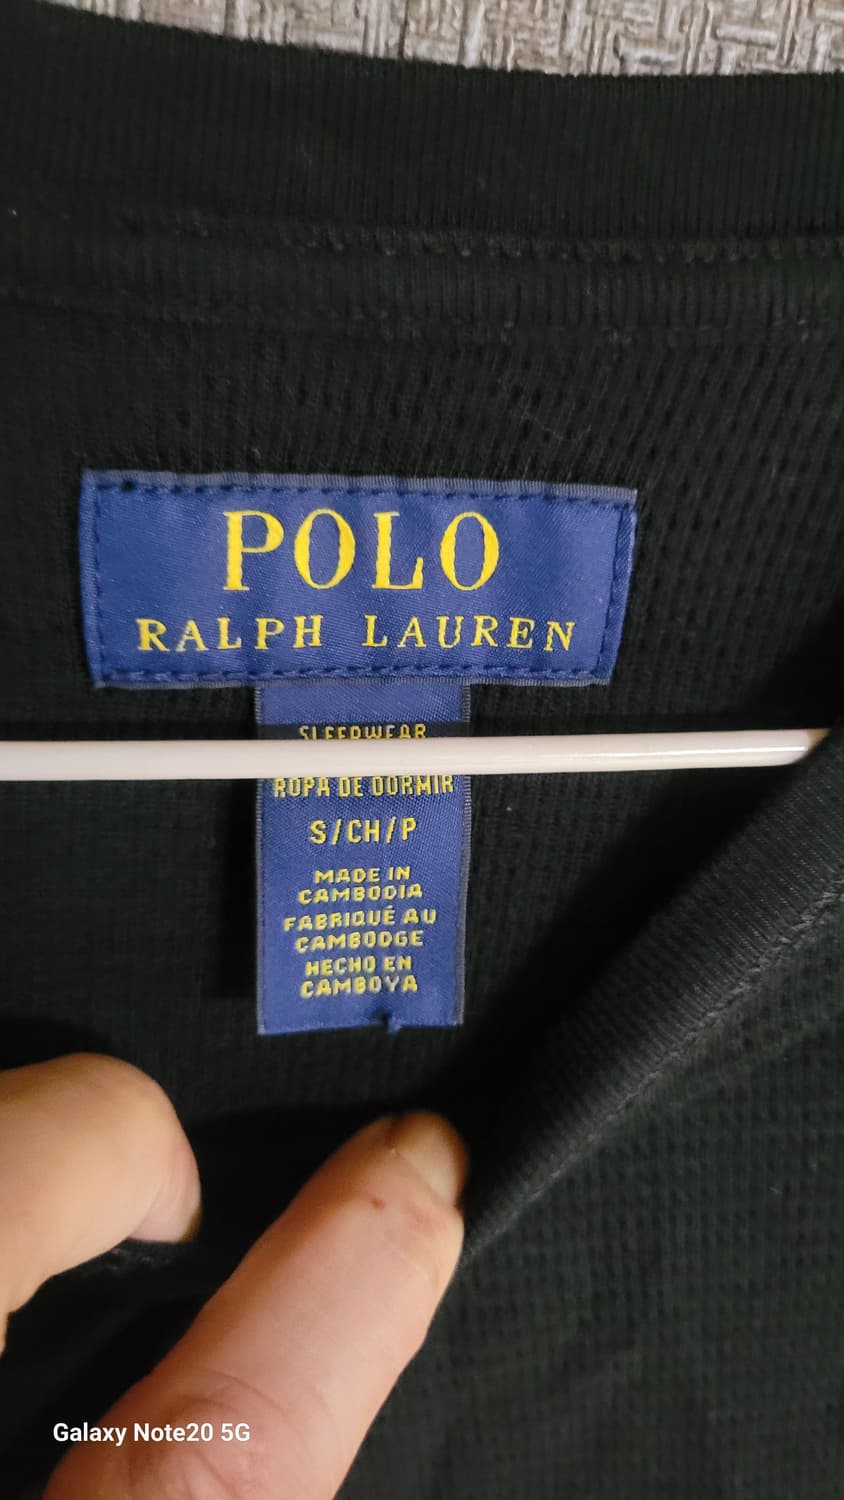 POLO
RALPH LAUREN
SLEEPWEAR
ROPA DE DORMIR
S/CH/P
MADE IN
CAMBODIA
FABRIQUÉ AU
CAMBODGE
HECHO EN
CAMBOYA
Galaxy Note20 5G